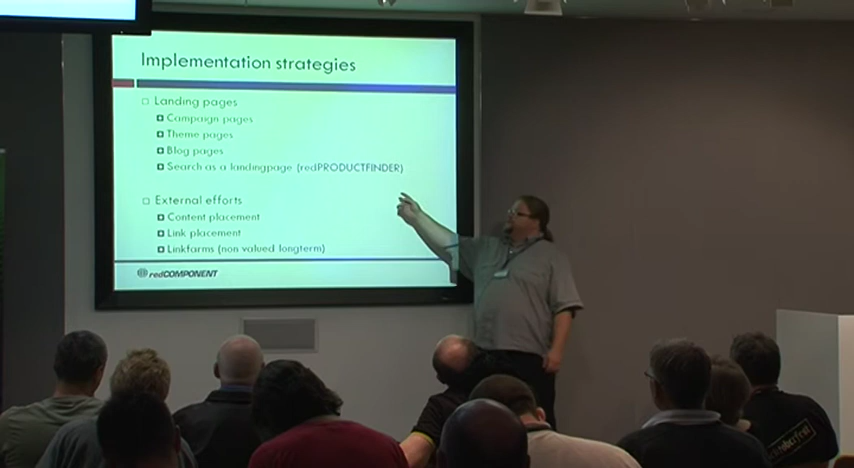 Implementation strategies
Landing pages
Campaign pages
Theme pages
Blog pages
Search as a landingpage (redPRODUCTFINDER)
External efforts
Content placement
Link placement
Linkfarms (non valued longterm)
redCOMPONENT